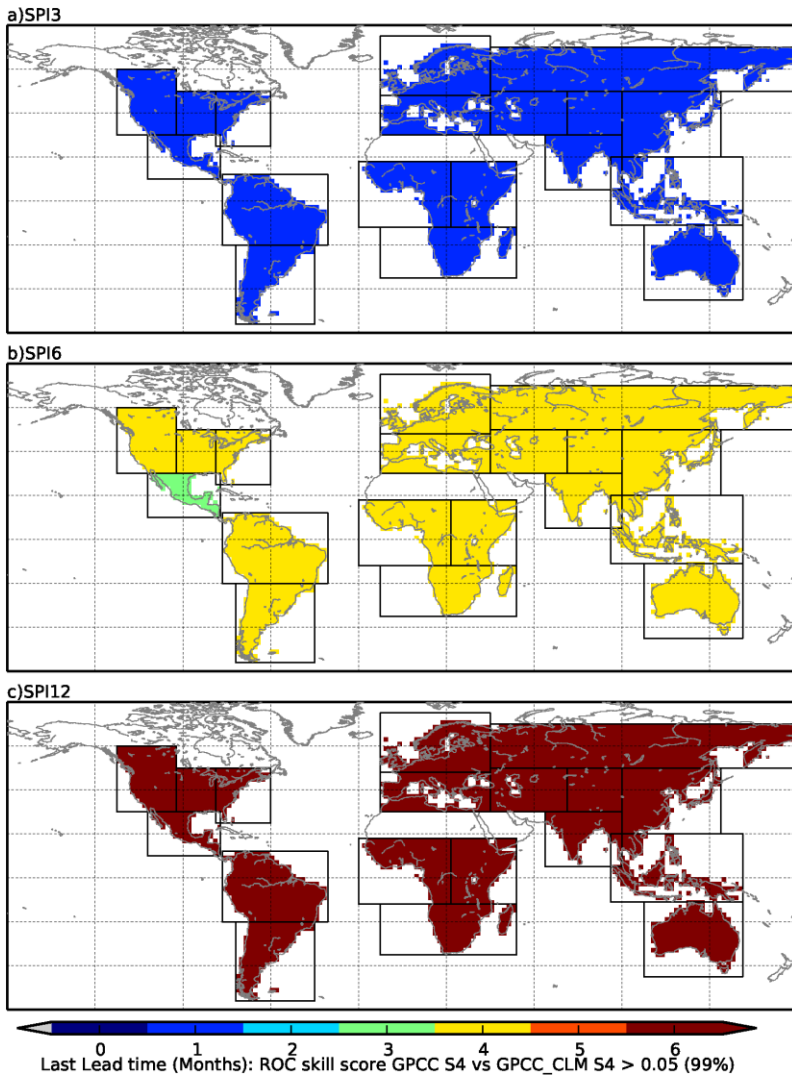 a)SPI3
b)SPI6
c)SPI12
0 1 2 3 4 5 6
Last Lead time (Months): ROC skill score GPCC S4 vs GPCC_CLM S4 > 0.05 (99%)